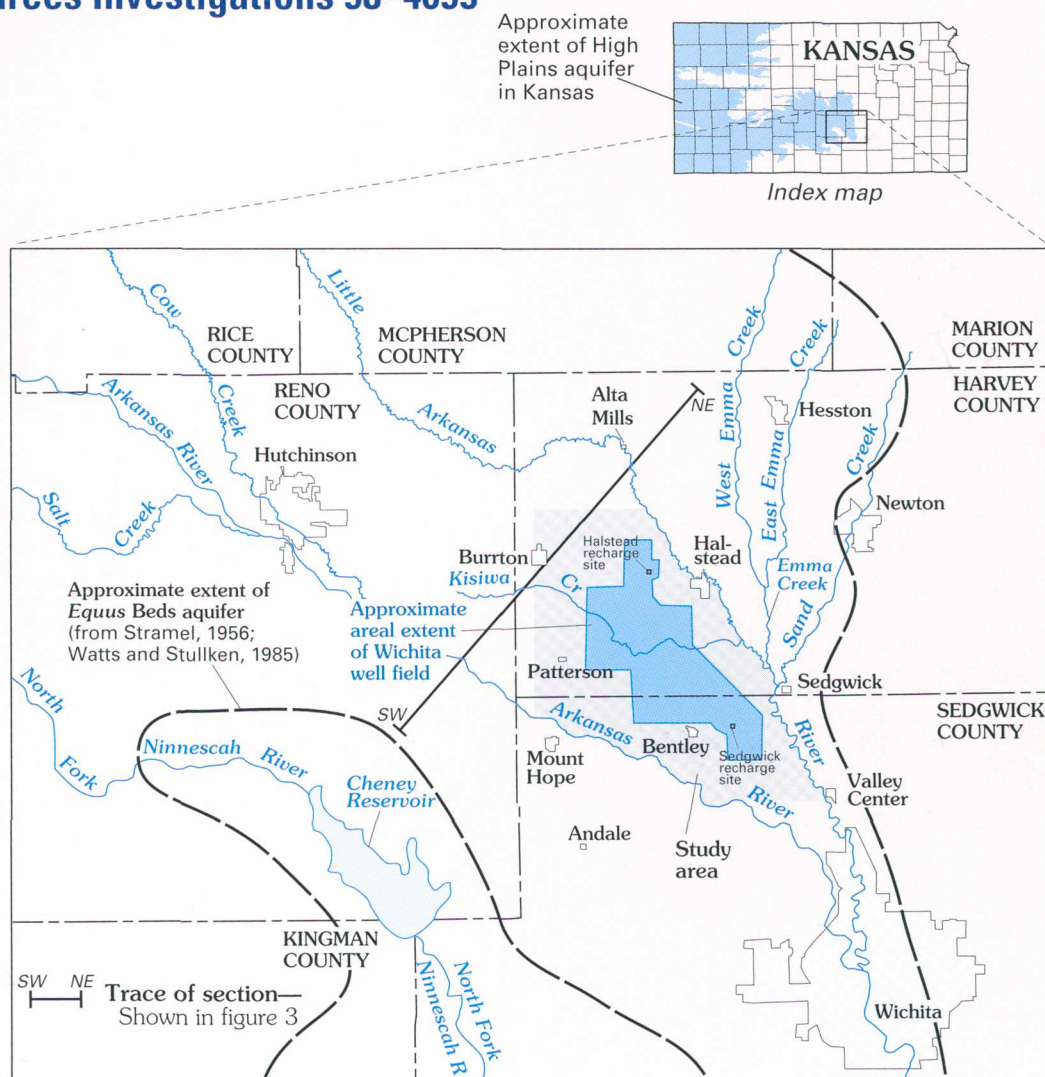 Investigations 98–4095
Approximate
extent of High
Plains aquifer
in Kansas
KANSAS
Index map
Cow
Creek
RICE
COUNTY
Little
Arkansas
MCPHERSON
COUNTY
RENO
COUNTY
Arkansas
River
Hutchinson
Salt
Creek
Alta
Mills
NE
West Emma
Creek
East Emma
Creek
Hesston
MARION
COUNTY
HARVEY
COUNTY
Creek
Newton
Burrton
Kisiwa
Cr
Halstead
recharge
site
Hal-
stead
Emma
Creek
Sand
Approximate extent of
Equus Beds aquifer
(from Stramel, 1956;
Watts and Stullken, 1985)
Approximate
areal extent
of Wichita
well field
Patterson
Sedgwick
SEDGWICK
COUNTY
SW
North
Fork
Ninnescah
River
Cheney
Reservoir
Mount
Hope
Arkansas
River
Bentley
Sedgwick
recharge
site
River
Valley
Center
Andale
Study
area
KINGMAN
COUNTY
SW NE
Trace of section—
Shown in figure 3
North Fork
Ninnescah R
Wichita